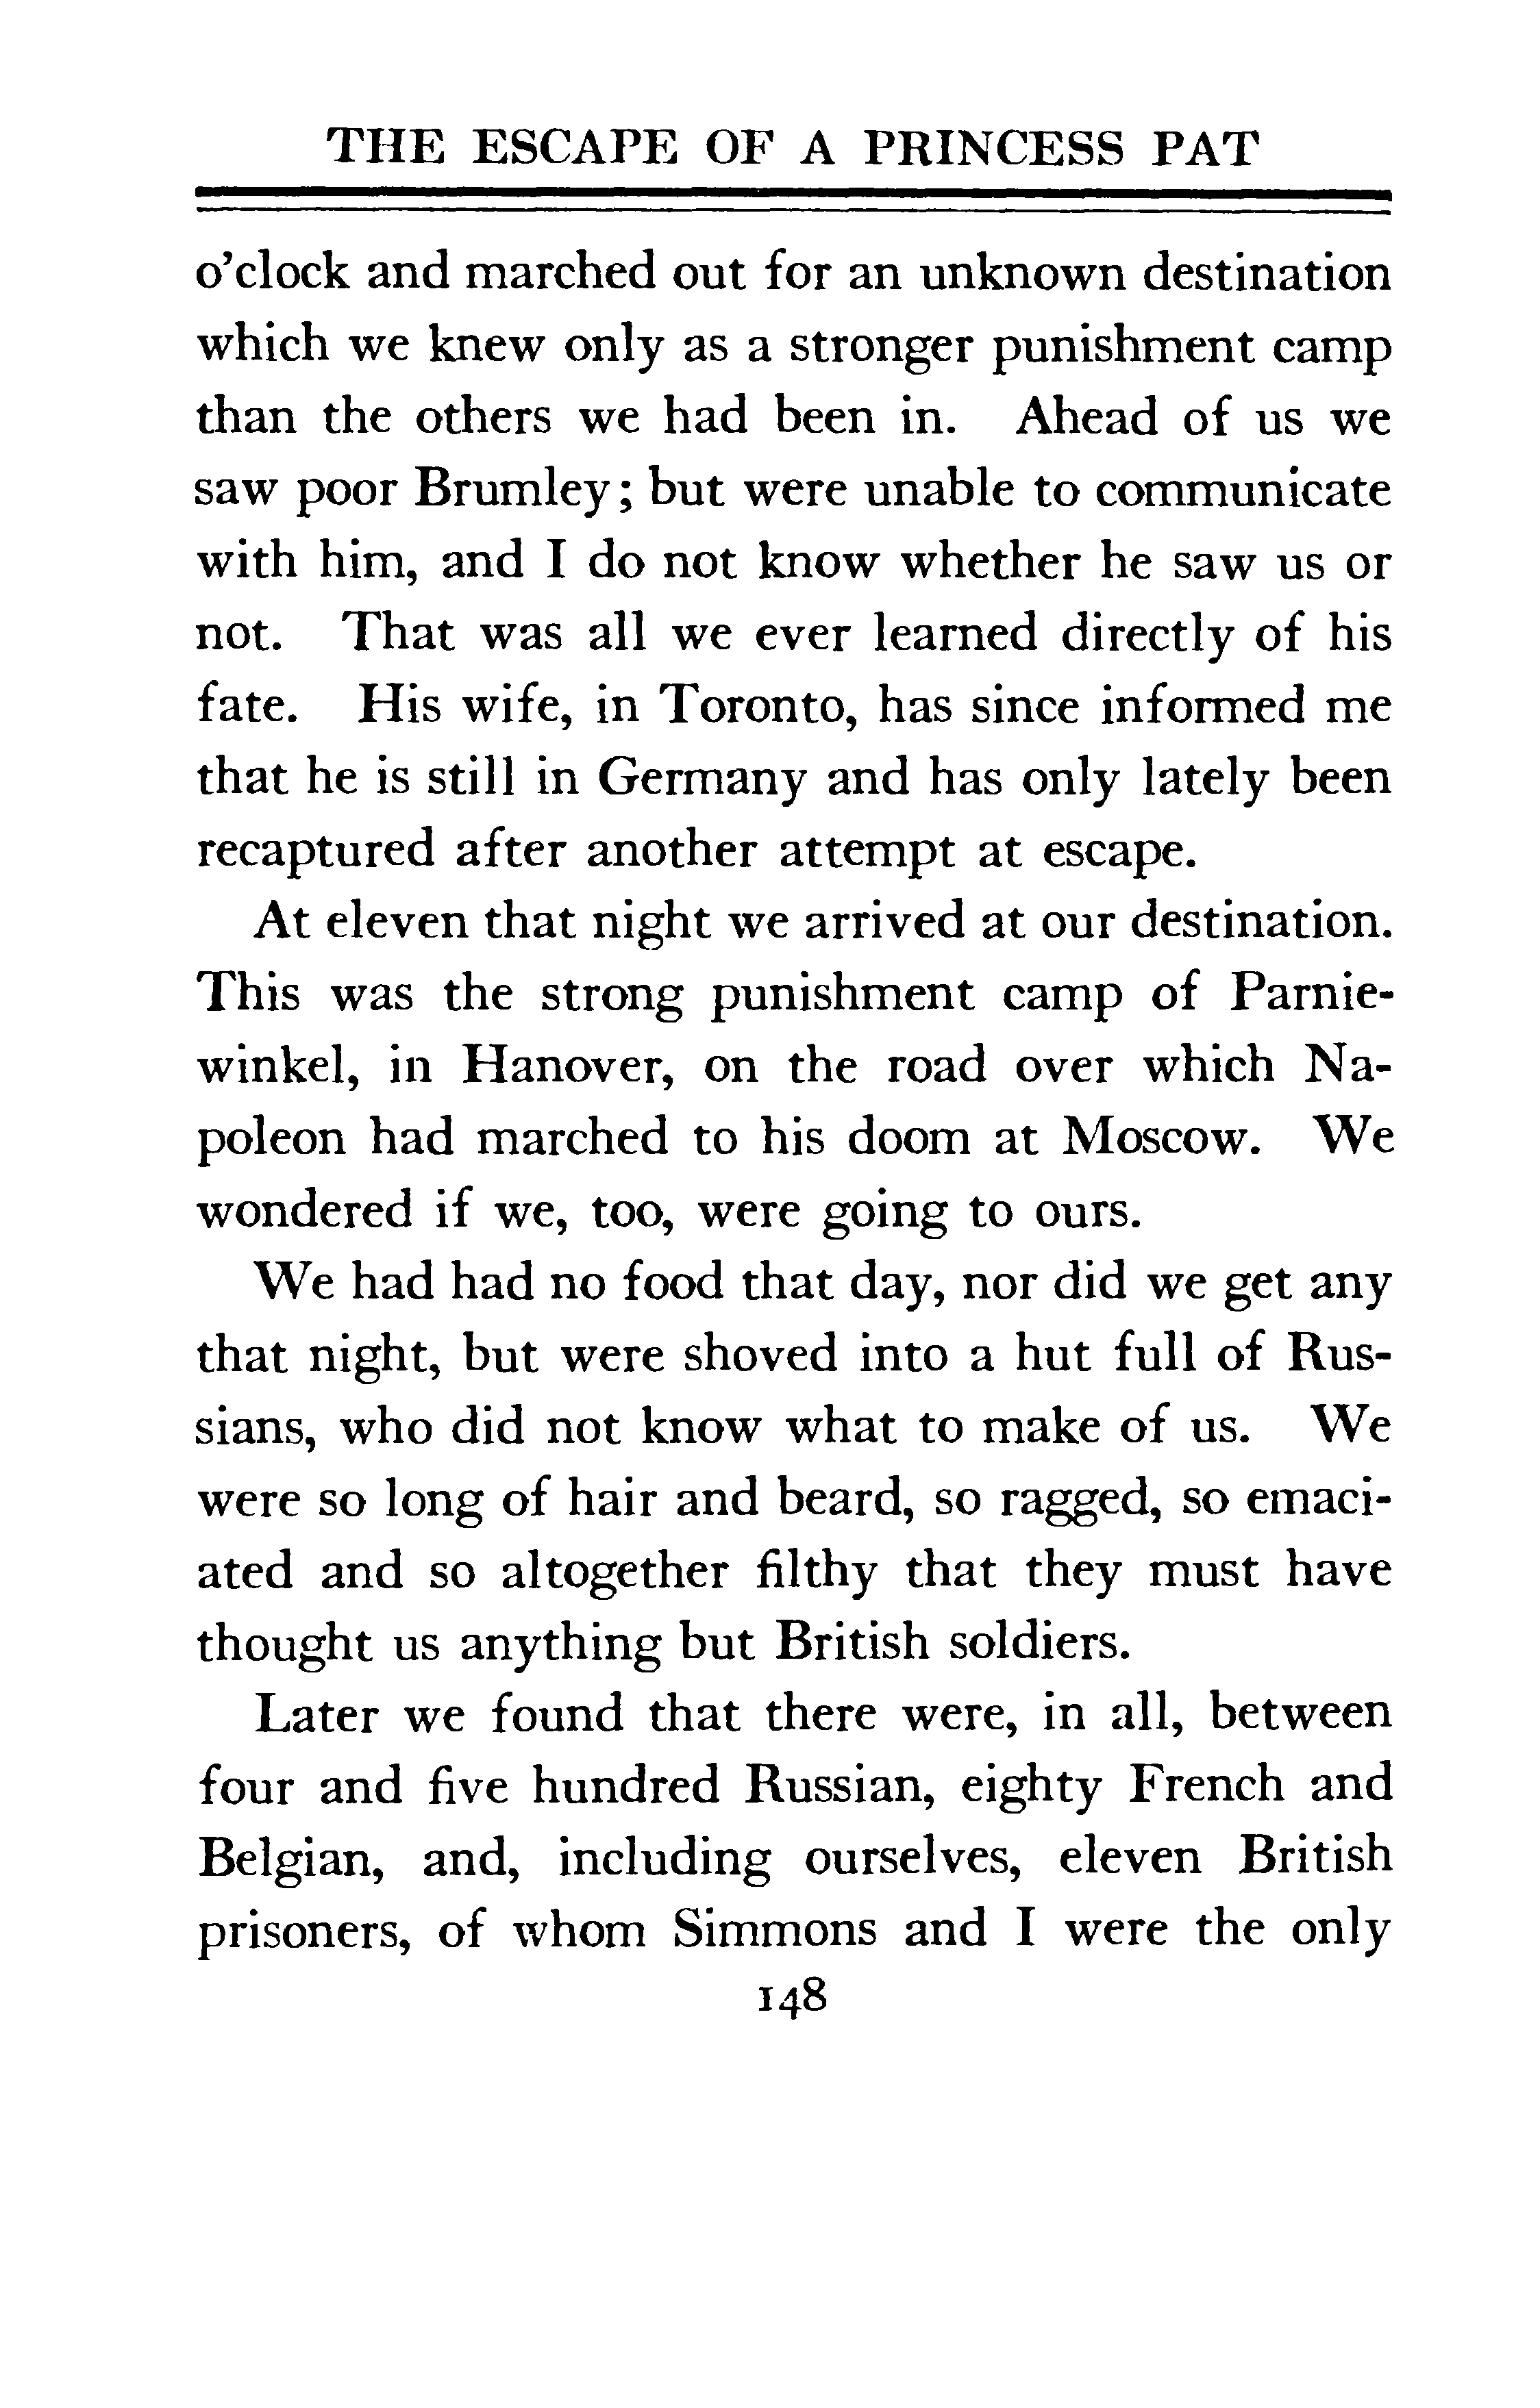 THE ESCAPE OF A PRINCESS PAT
o'clock and marched out for an unknown destination
which we knew only as a stronger punishment camp
than the others we had been in. Ahead of us we
saw poor Brumley; but were unable to communicate
with him, and I do not know whether he saw us or
not. That was all we ever learned directly of his
fate. His wife, in Toronto, has since informed me
that he is still in Germany and has only lately been
recaptured after another attempt at escape.
At eleven that night we arrived at our destination.
This was the strong punishment camp of Parnie-
winkel, in Hanover, on the road over which Na-
poleon had marched to his doom at Moscow. We
wondered if we, too, were going to ours.
We had had no food that day, nor did we get any
that night, but were shoved into a hut full of Rus-
sians, who did not know what to make of us. We
were so long of hair and beard, so ragged, so emaci-
ated and so altogether filthy that they must have
thought us anything but British soldiers.
Later we found that there were, in all, between
four and five hundred Russian, eighty French and
Belgian, and, including ourselves, eleven British
prisoners, of whom Simmons and I were the only
148